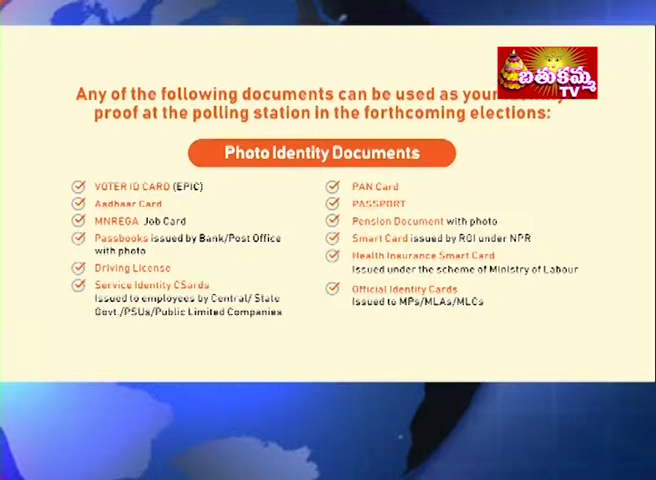 Any of the following documents can be used as your
proof at the polling station in the forthcoming elections:
బతుకమ్మ
TV
Photo Identity Documents
VOTER ID CARD (EPIC)
Aadhaar Card
MNREGA Job Card
Passbooks issued by Bank/Post Office
with photo
Driving License
Service Identity CSards
Issued to employees by Central/ State
Govt./PSUs/Public Limited Companies
PAN Card
PASSPORT
Pension Document with photo
Smart Card issued by RGI under NPR
Health Insurance Smart Card
Issued under the scheme of Ministry of Labour
Official Identity Cards
Issued to MPs/MLAs/MLCs